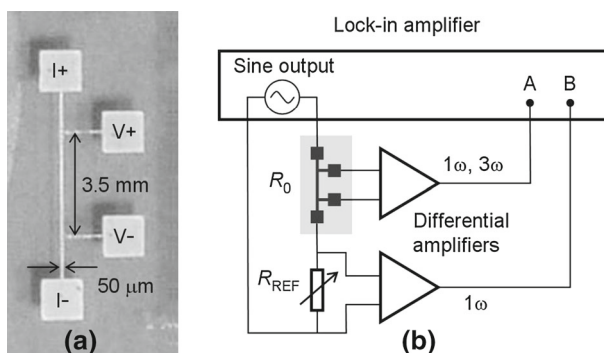 I+
V+
3.5 mm
V-
50 μm
I-
(a)
Lock-in amplifier
Sine output
A
B
R0
1ω, 3ω
Differential
amplifiers
RREF
1ω
(b)